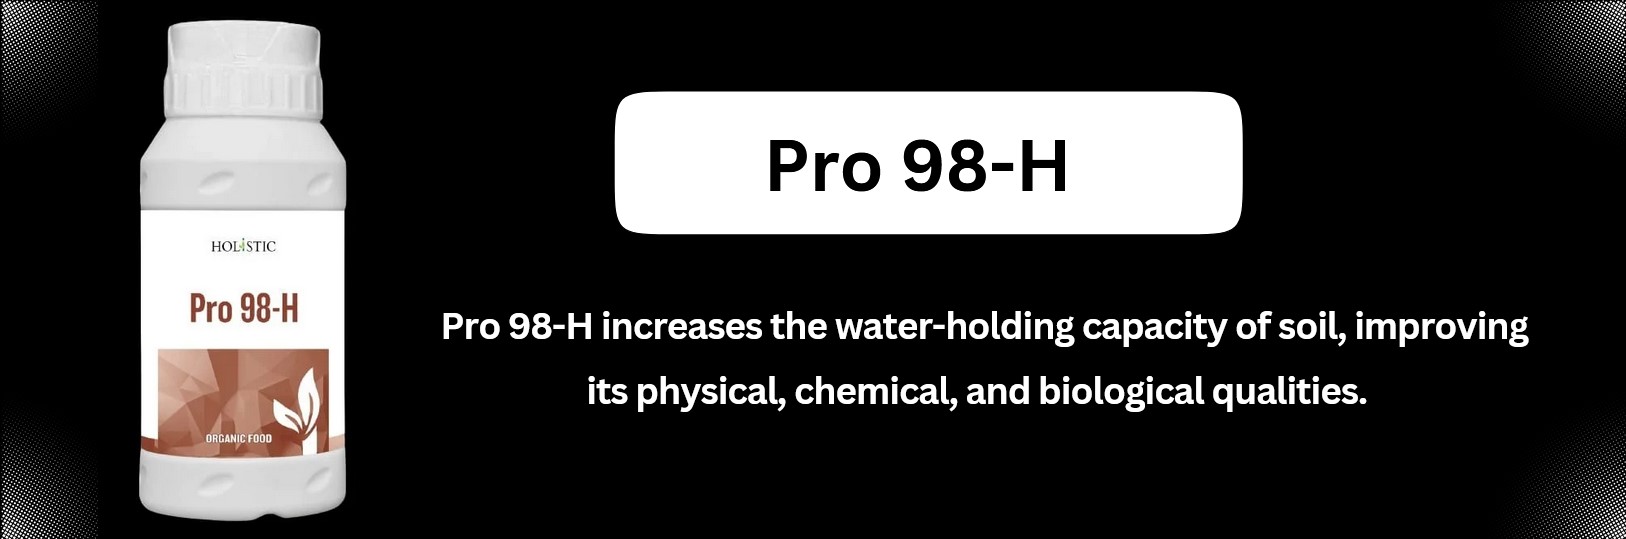 HOLiSTIC
Pro 98-H
ORGANIC FOOD
Pro 98-H
Pro 98-H increases the water-holding capacity of soil, improving
its physical, chemical, and biological qualities.